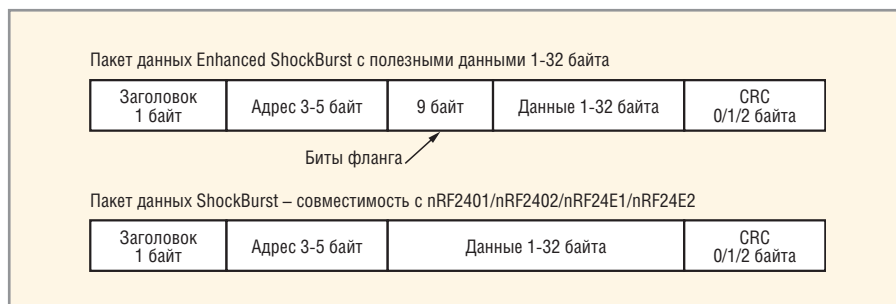 Пакет данных Enhanced ShockBurst с полезными данными 1-32 байта
Заголовок
1 байт
Адрес 3-5 байт
9 байт
Данные 1-32 байта
CRC
0/1/2 байта
Биты фланга
Пакет данных ShockBurst – совместимость с nRF2401/nRF2402/nRF24E1/nRF24E2
Заголовок
1 байт
Адрес 3-5 байт
Данные 1-32 байта
CRC
0/1/2 байта